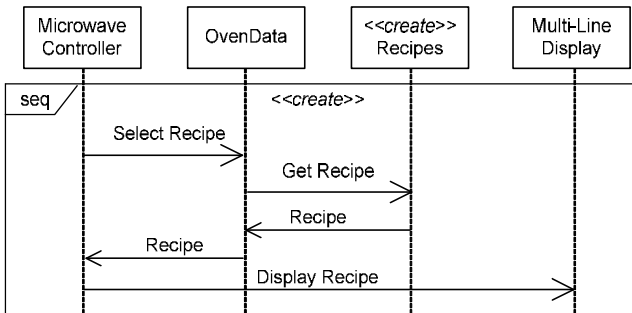 Microwave
Controller
OvenData
<<create>>
Recipes
Multi-Line
Display
seq
<<create>>
Select Recipe
Get Recipe
Recipe
Recipe
Display Recipe